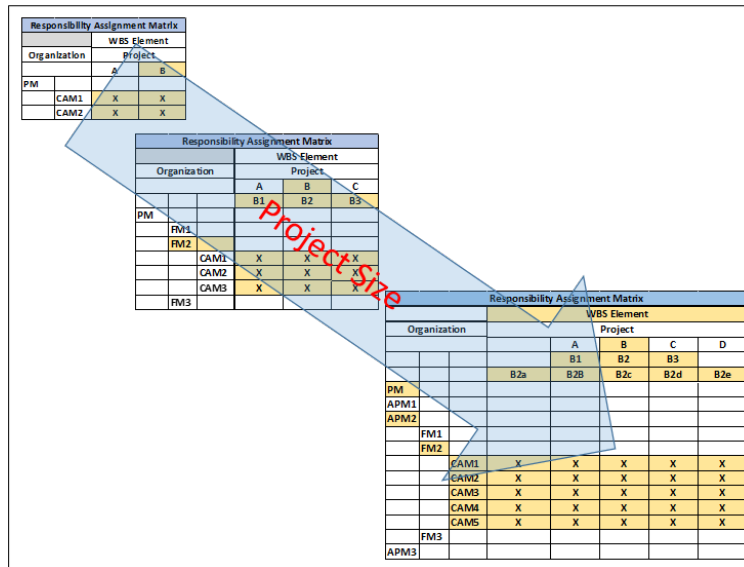 Responsibility Assignment Matrix
WBS Element
Organization Project
A B
PM
CAM1 X X
CAM2 X X
Responsibility Assignment Matrix
WBS Element
Organization Project
A B C
B1 B2 B3
PM
FM1
FM2
CAM1 X X X
CAM2 X X X
CAM3 X X X
FM3
Project Size
Responsibility Assignment Matrix
WBS Element
Organization Project
A B C D
B1 B2 B3
B2a B2B B2c B2d B2e
PM
APM1
APM2
FM1
FM2
CAM1 X X X X X
CAM2 X X X X X
CAM3 X X X X X
CAM4 X X X X X
CAM5 X X X X X
FM3
APM3